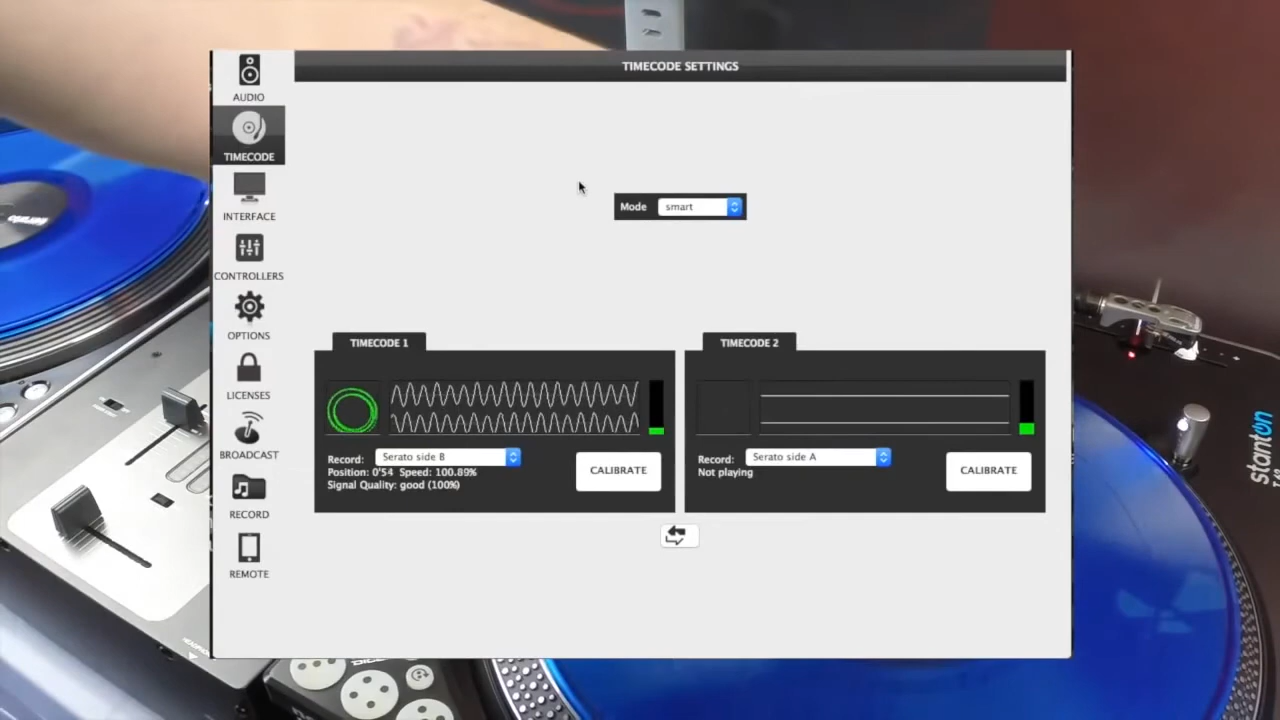 TIMECODE SETTINGS
AUDIO
TIMECODE
INTERFACE
CONTROLLERS
OPTIONS
LICENSES
BROADCAST
RECORD
REMOTE
Mode smart
TIMECODE 1
Record: Serato side B
Position: 0'54 Speed: 100.89%
Signal Quality: good (100%)
CALIBRATE
TIMECODE 2
Record: Serato side A
Not playing
CALIBRATE
stanton